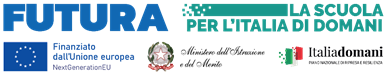 FUTURA
LA SCUOLA
PER L'ITALIA DI DOMANI
Finanziato
dall'Unione europea
NextGenerationEU
Ministero dell'Istruzione
e del Merito
Italiadomani
PIANO NAZIONALE DI RIPRESA E RESILIENZA